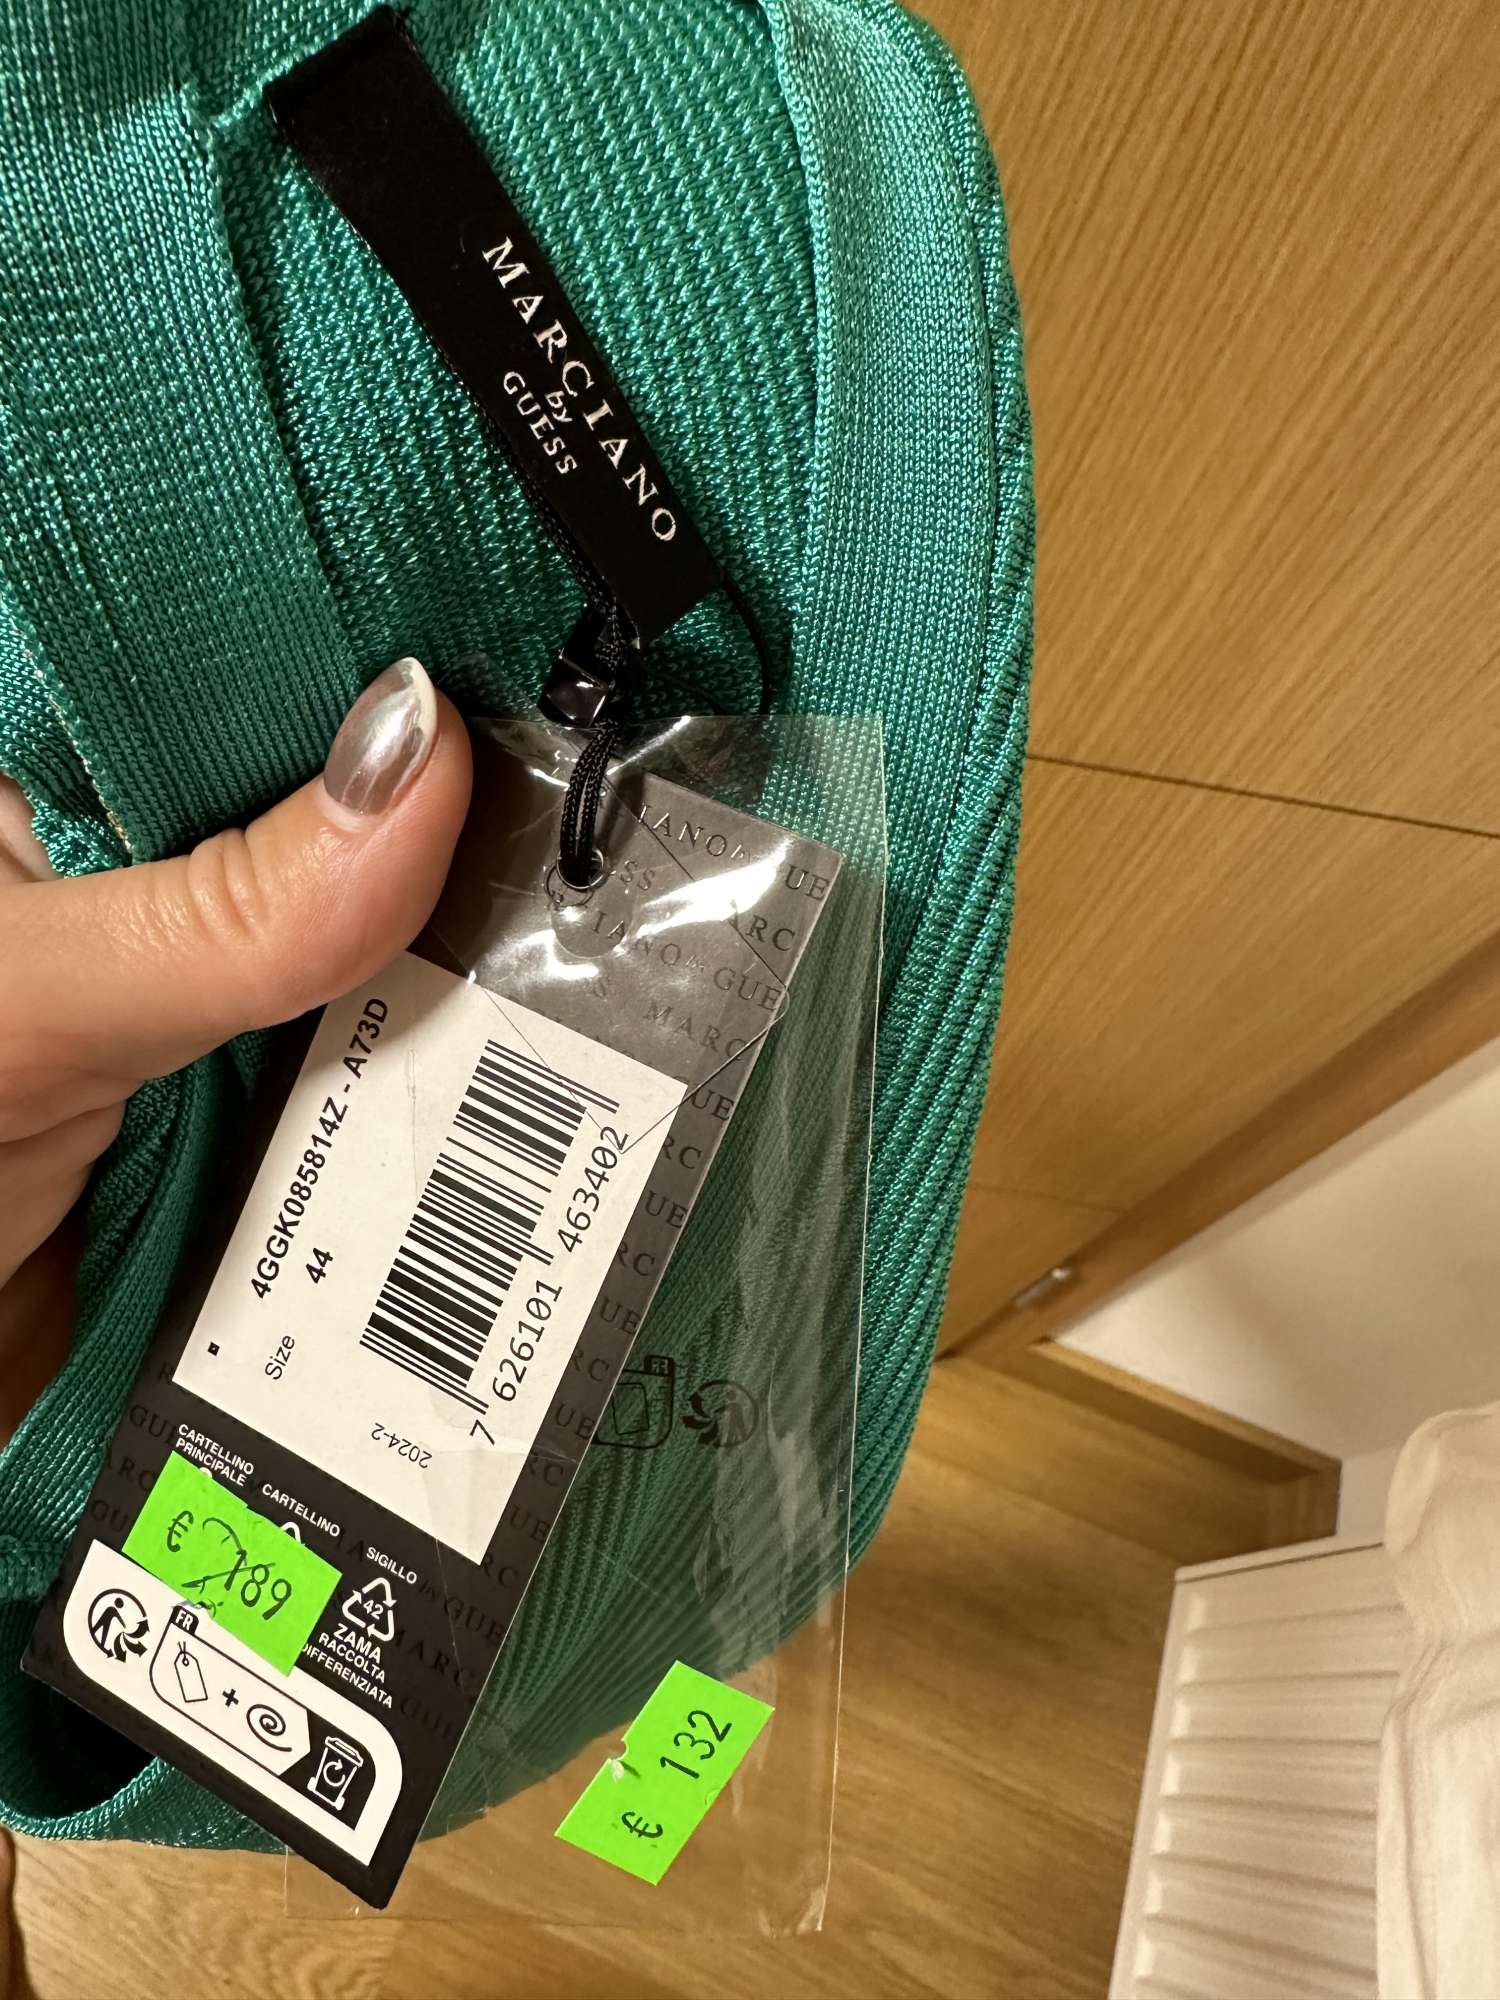 MARCIANO
by
GUESS
4GGK085814Z - A73D
Size 44
7 626101 463402
2024-2
CARTELLINO
PRINCIPALE
CARTELLINO
SIGILLO
42
ZAMA
RACCOLTA
DIFFERENZIATA
€ 189
FR
+
€ 132